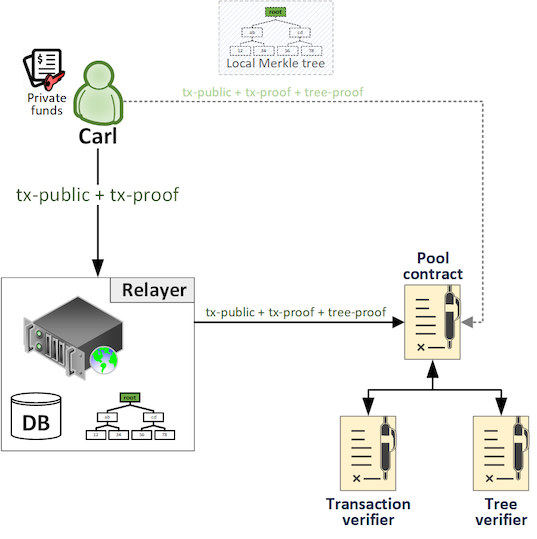 root
ab cd
12 34 56 78
Local Merkle tree
$
Private
funds
tx-public + tx-proof + tree-proof
Carl
tx-public + tx-proof
Pool
contract
Relayer
tx-public + tx-proof + tree-proof
DB
root
ab cd
12 34 56 78
Transaction
verifier
Tree
verifier